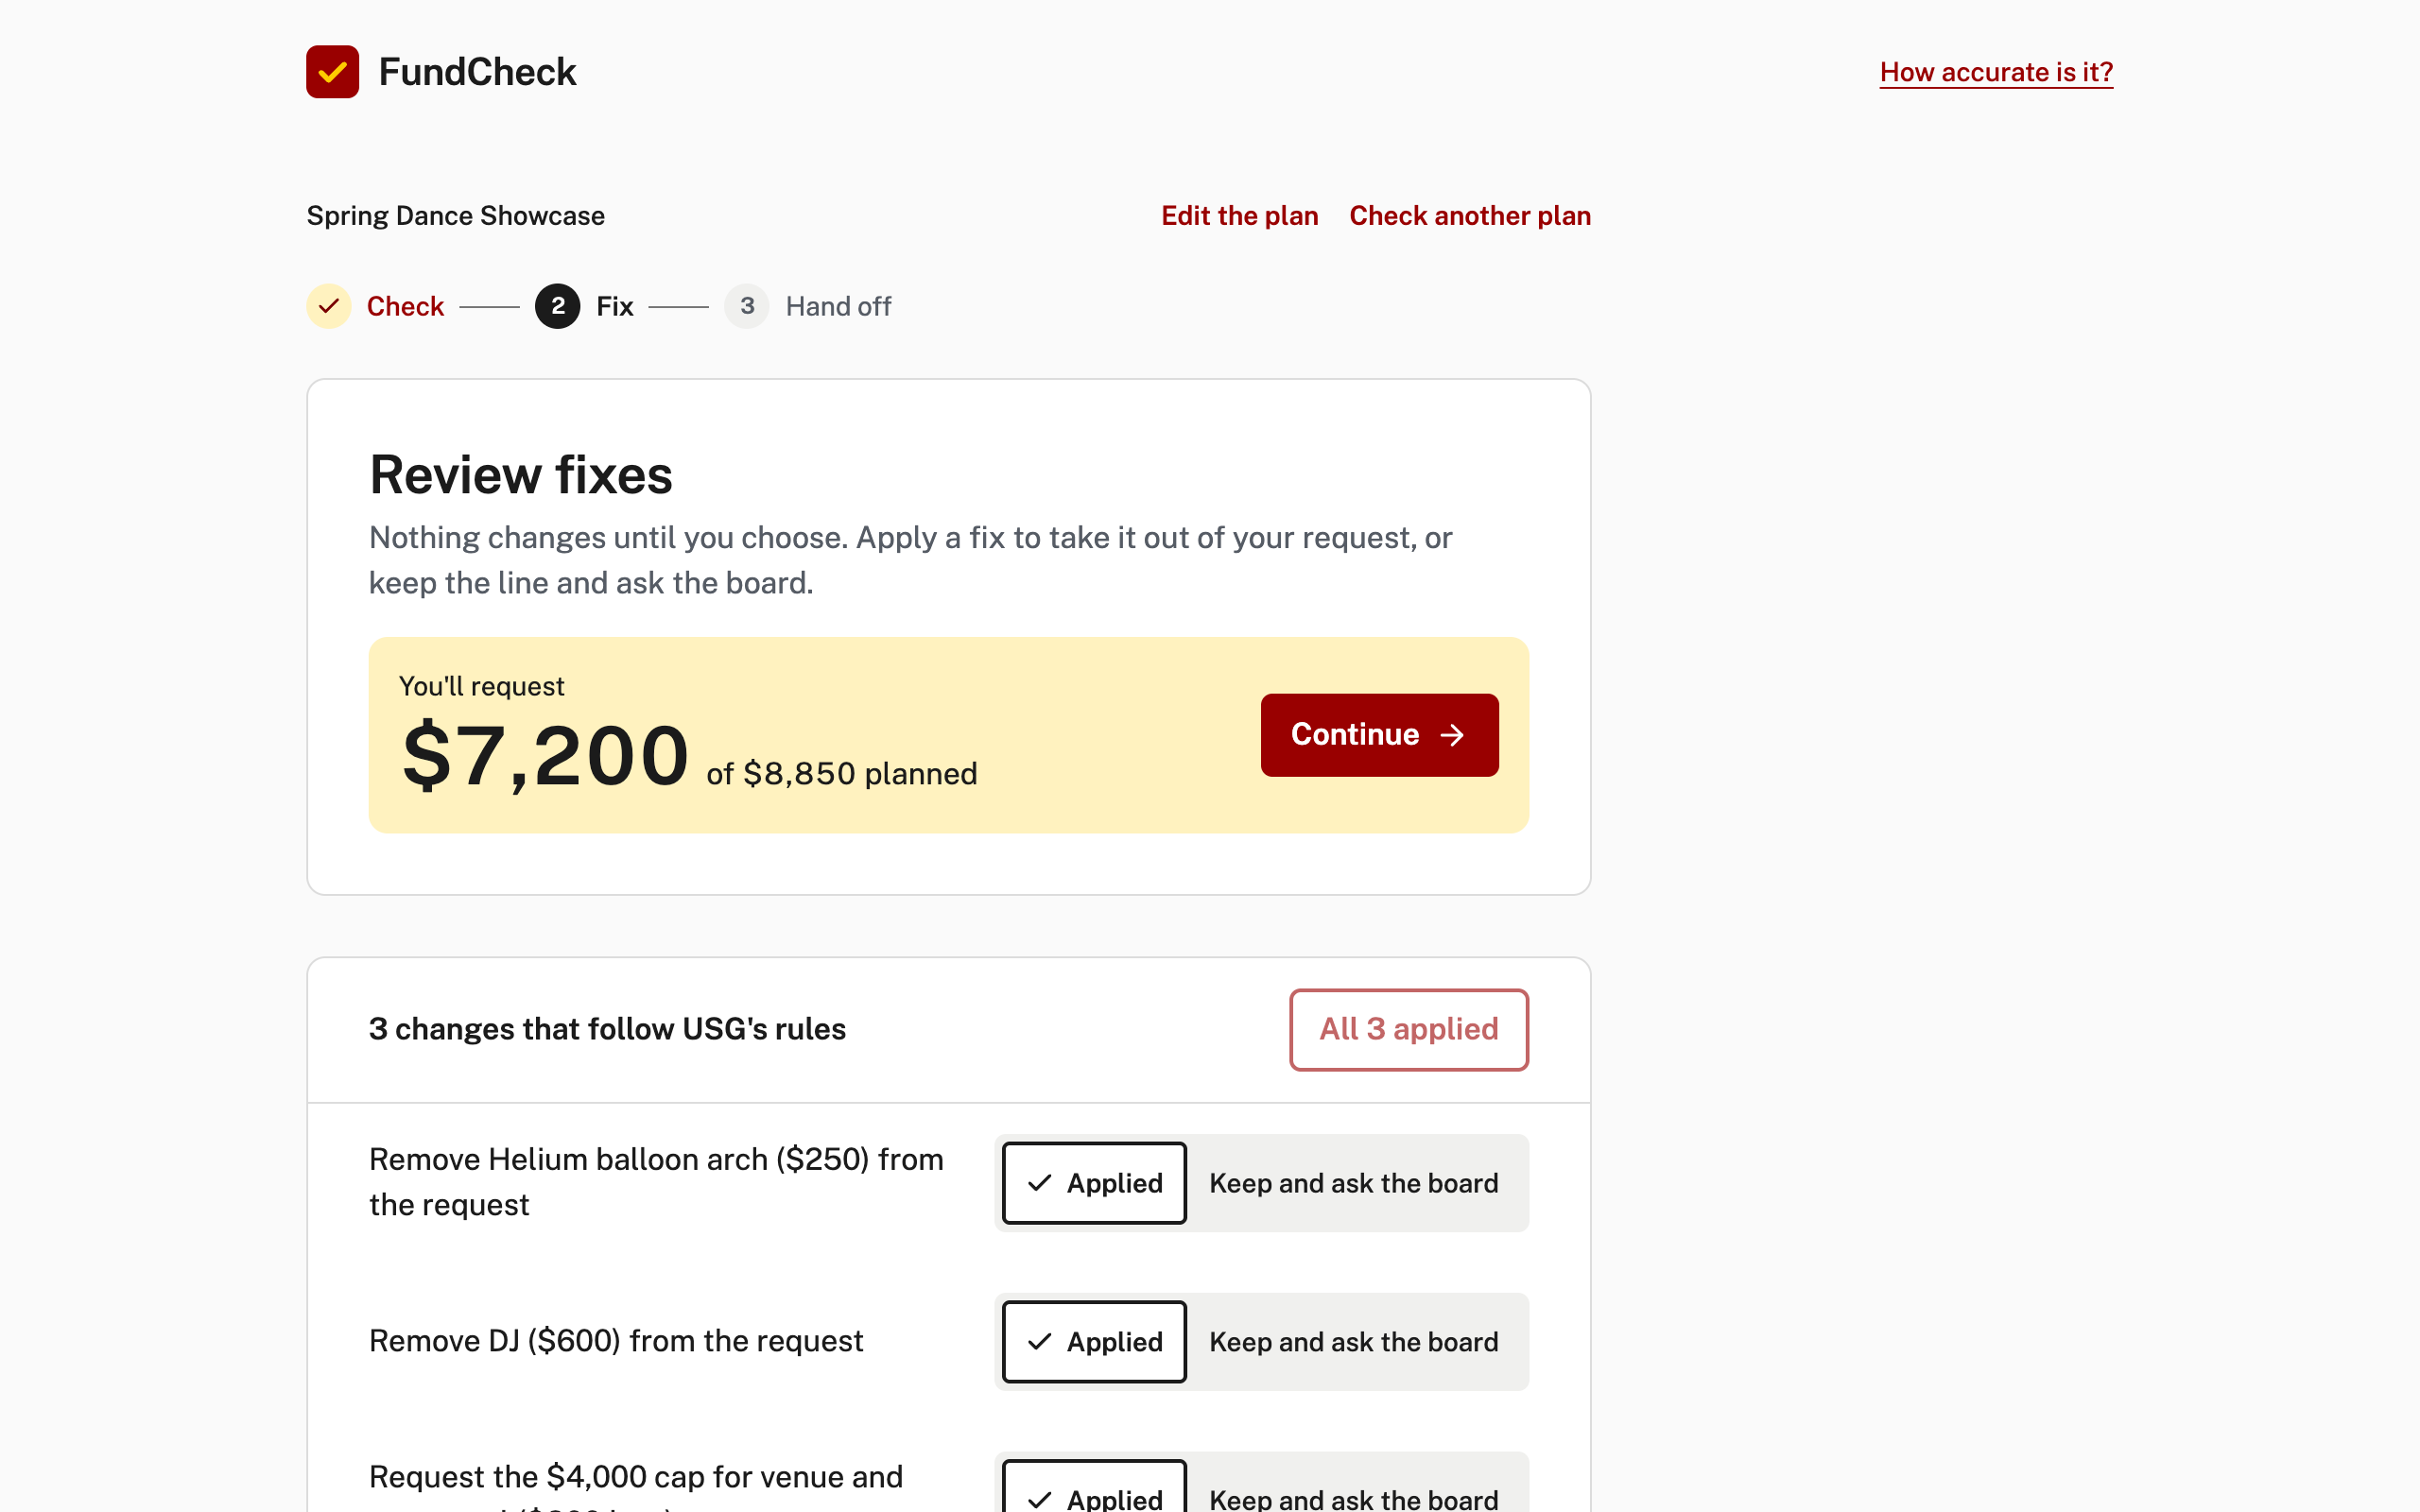 FundCheck
How accurate is it?
Spring Dance Showcase
Edit the plan
Check another plan
Check
2
Fix
3
Hand off
Review fixes
Nothing changes until you choose. Apply a fix to take it out of your request, or
keep the line and ask the board.
You'll request
$7,200 of $8,850 planned
Continue
3 changes that follow USG's rules
All 3 applied
Remove Helium balloon arch ($250) from
the request
Applied
Keep and ask the board
Remove DJ ($600) from the request
Applied
Keep and ask the board
Request the $4,000 cap for venue and
Applied
Keep and ask the board